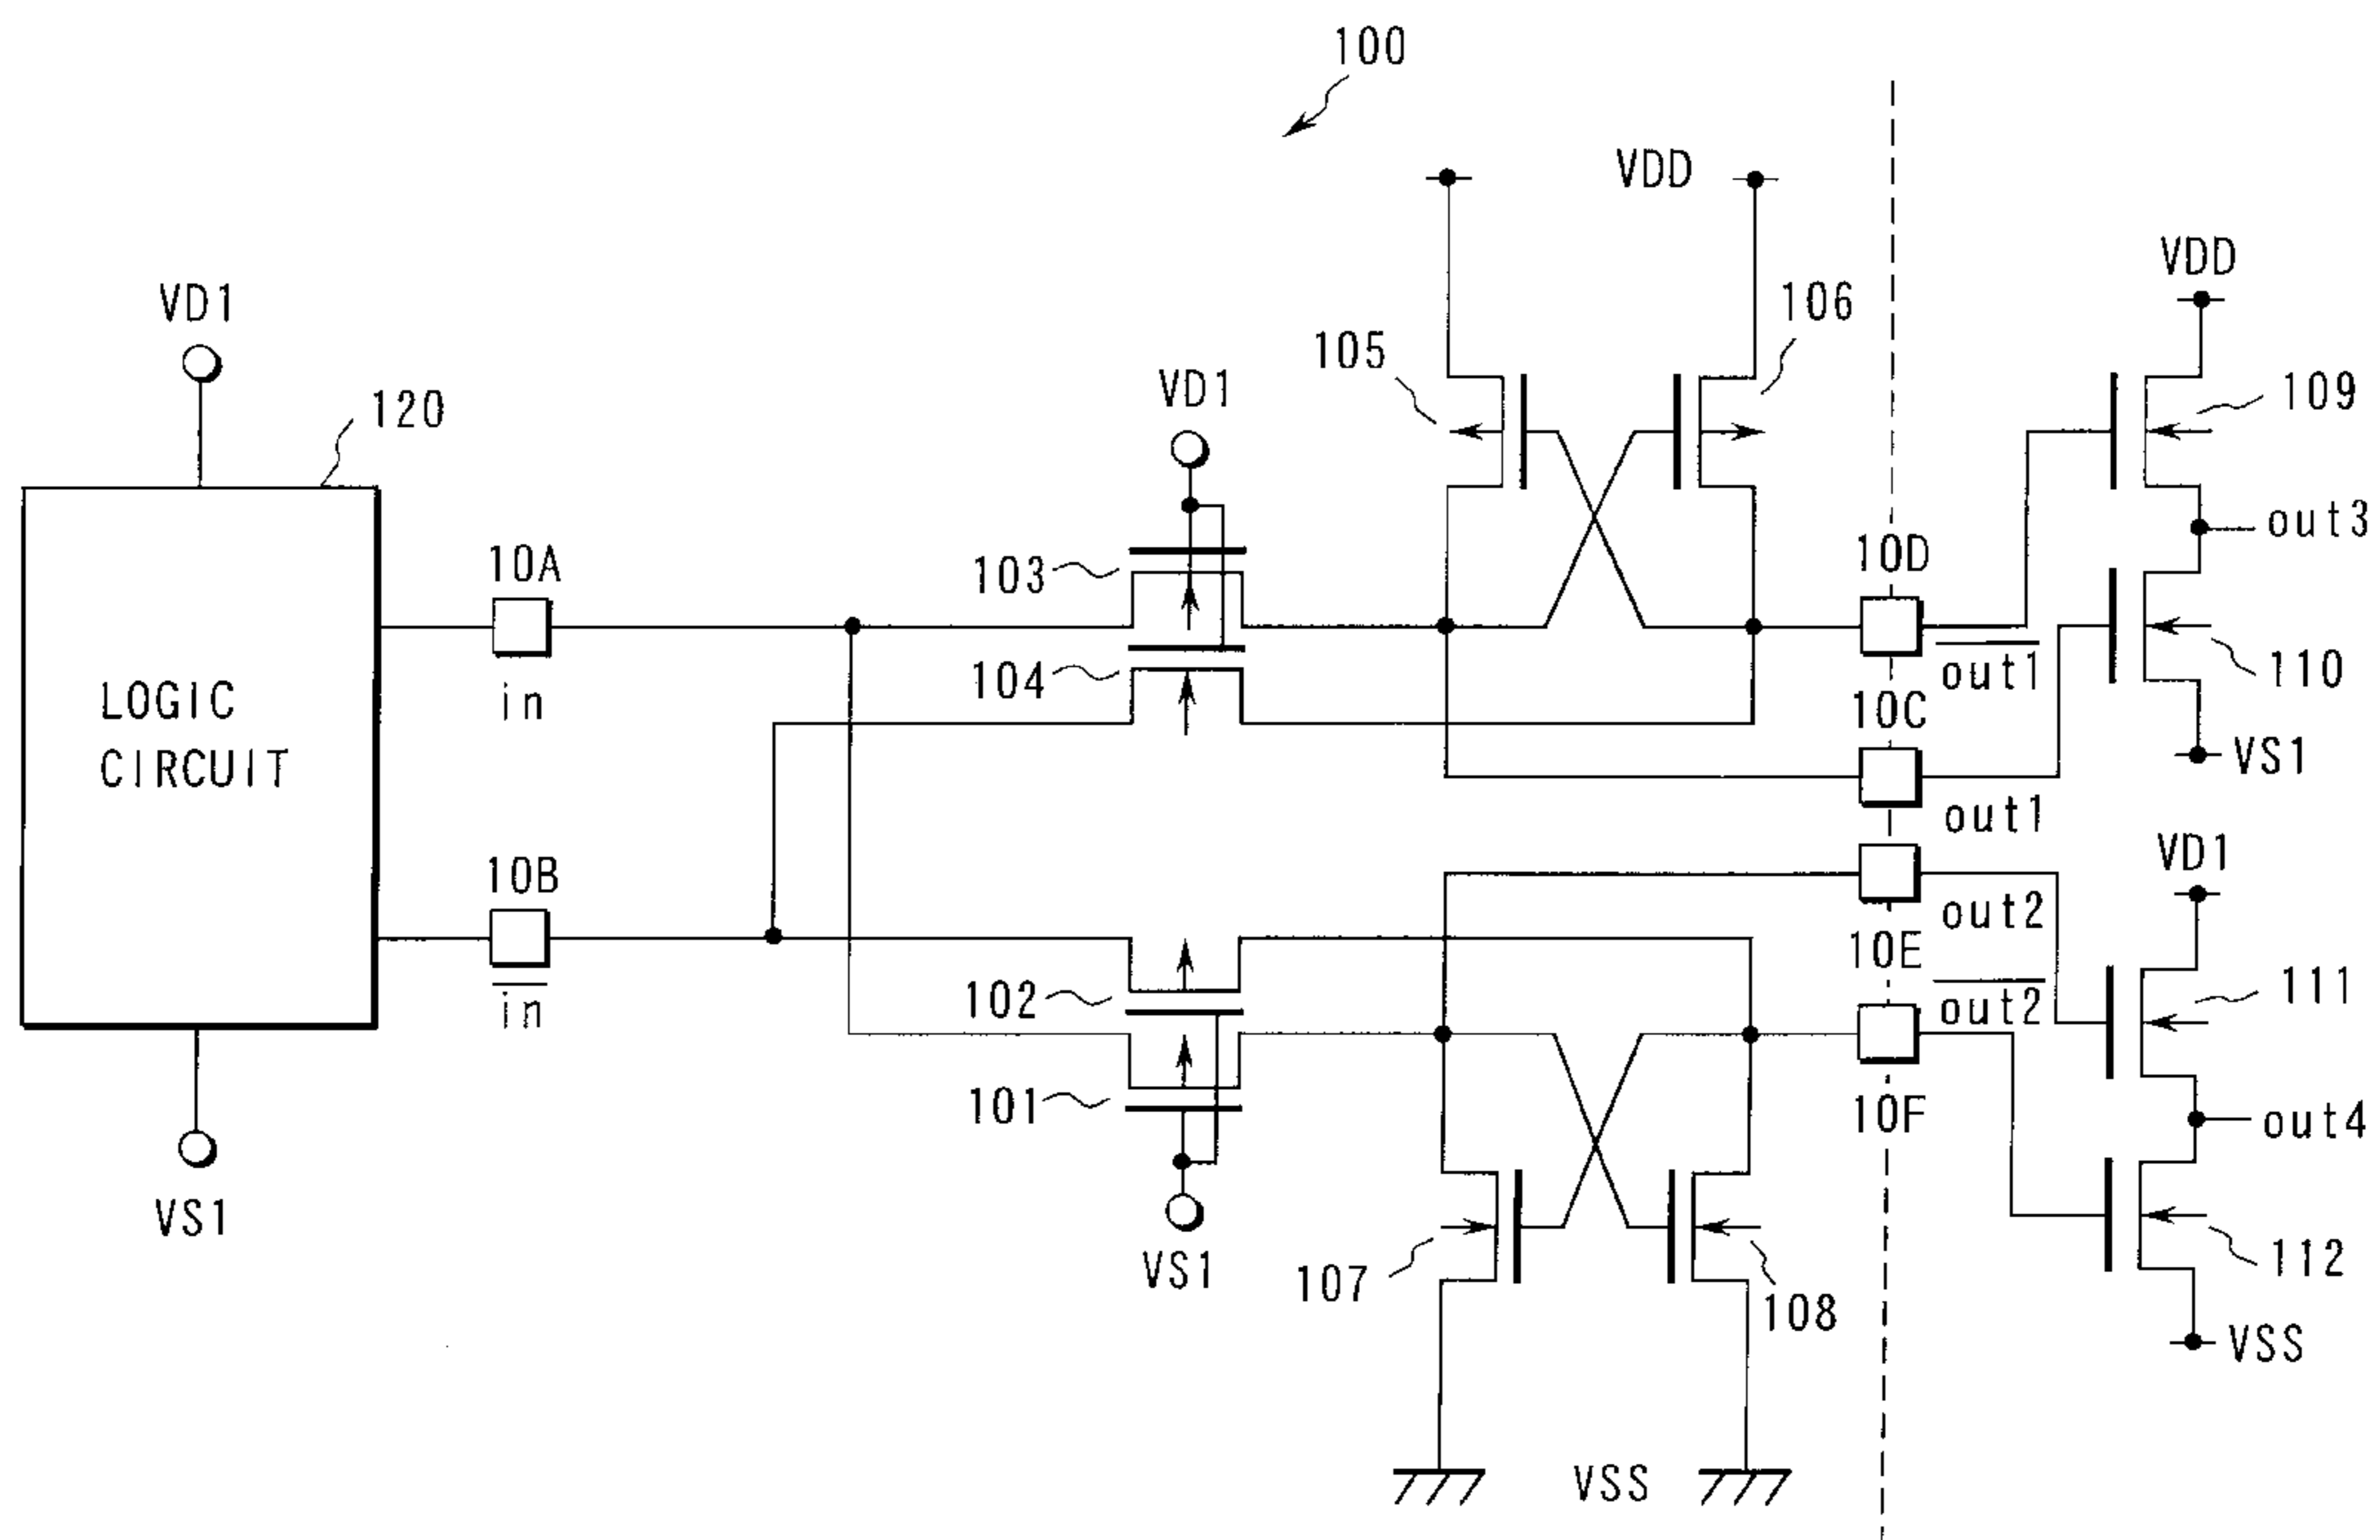 100
VDD
VDD
VD1
106
105
VD1
109
120
out3
10A
103
10D
out1
110
in
104
10C
LOGIC
CIRCUIT
VS1
out1
10B
VD1
out2
10E
in
102
out2
111
101
10F
out4
VS1
VS1
107
108
112
VSS
VSS